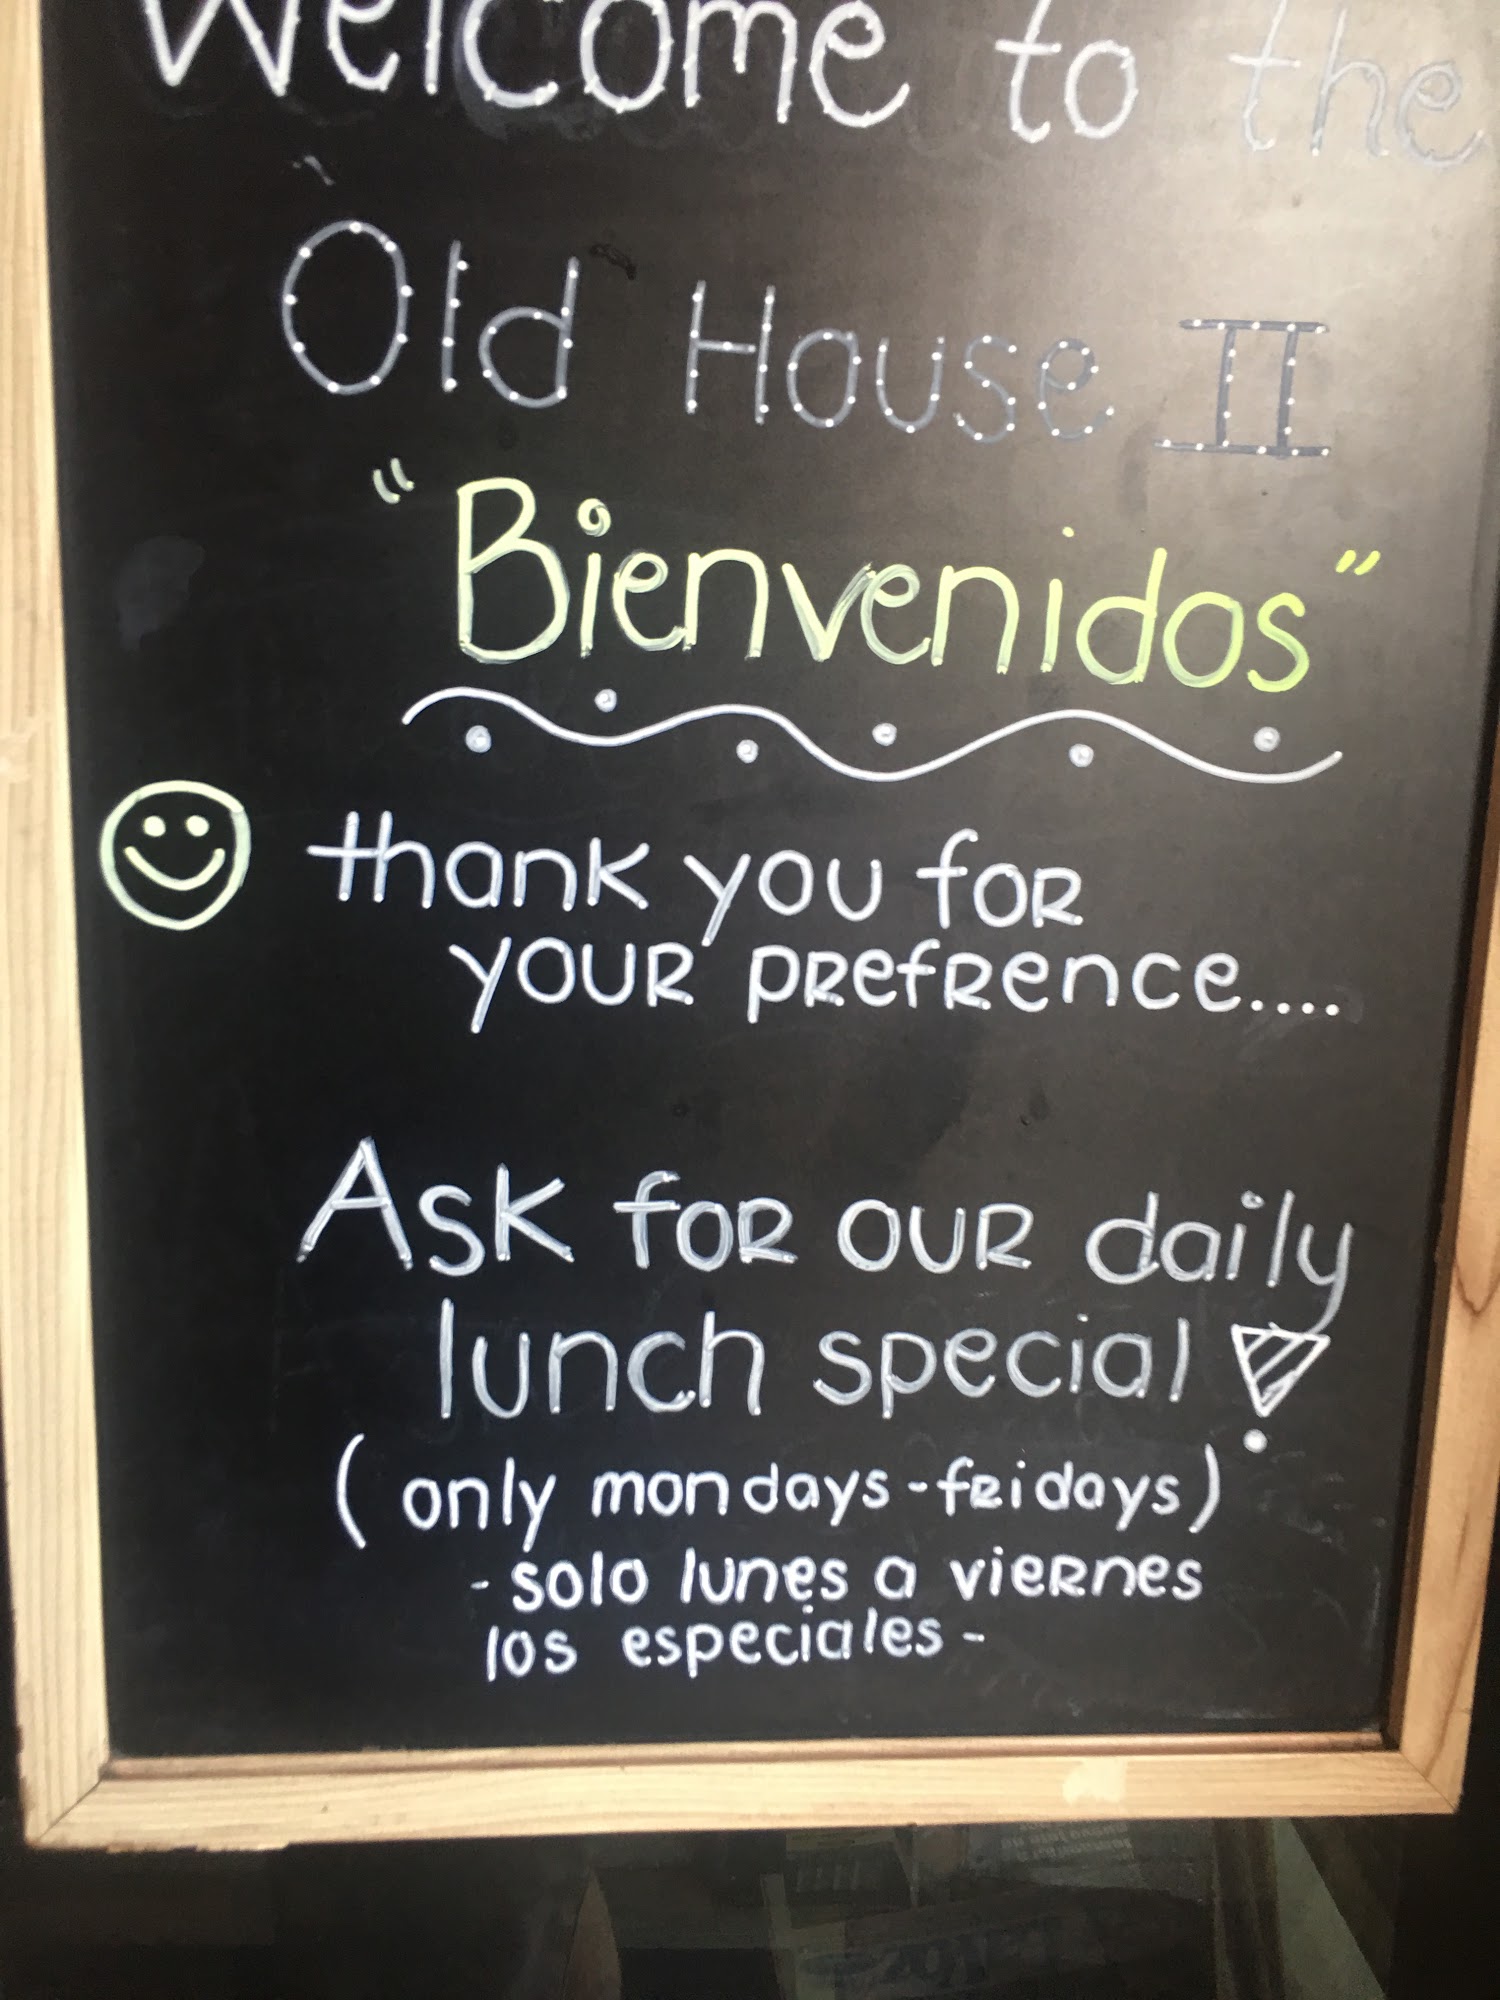 Welcome to the
Old House II
"Bienvenidos"
thank you for
your prefrence....
Ask for our daily
lunch special!
(only mondays-fridays)
-solo lunes a viernes
los especiales-